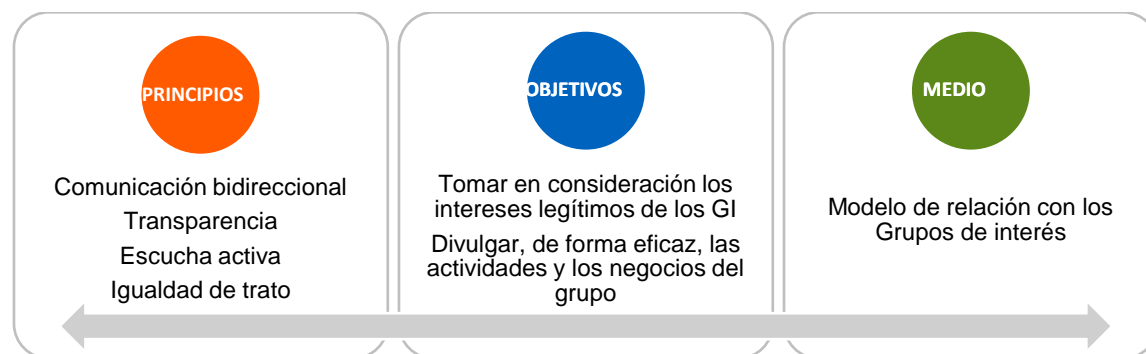 PRINCIPIOS
Comunicación bidireccional
Transparencia
Escucha activa
Igualdad de trato
OBJETIVOS
Tomar en consideración los
intereses legítimos de los GI
Divulgar, de forma eficaz, las
actividades y los negocios del
grupo
MEDIO
Modelo de relación con los
Grupos de interés